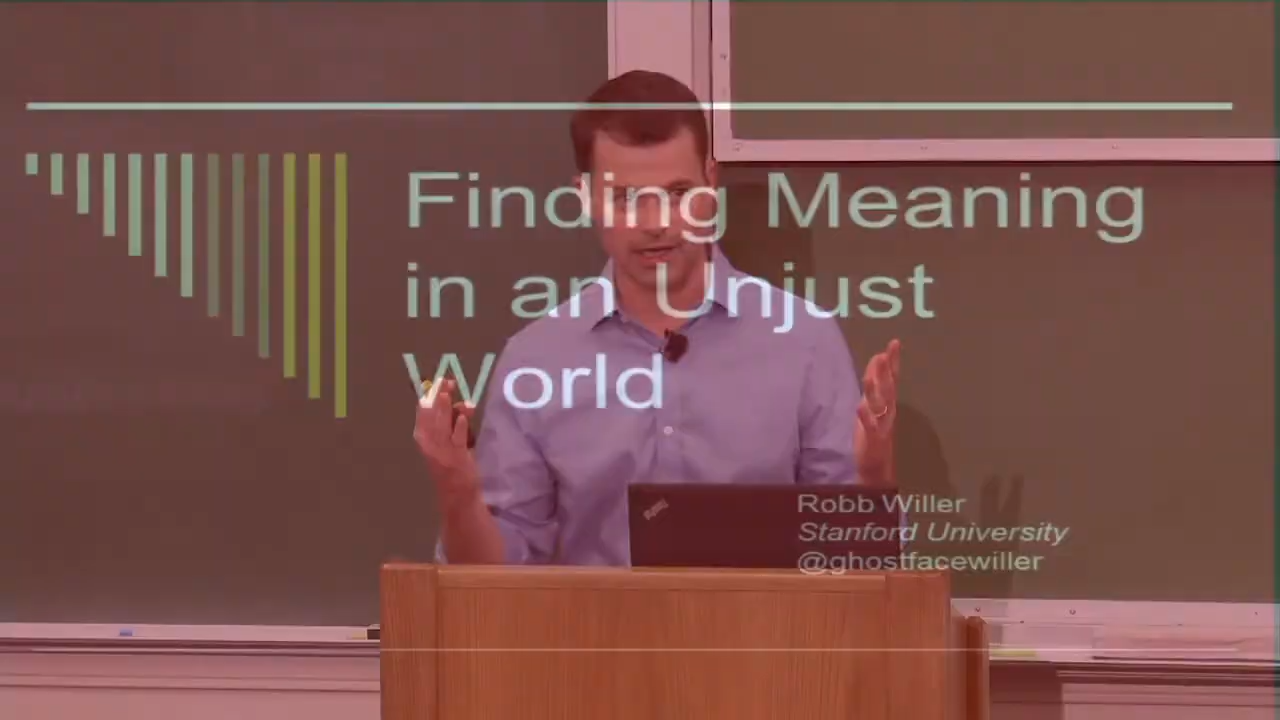 Finding Meaning
in an Unjust
World
Robb Willer
Stanford University
@ghostfacewiller